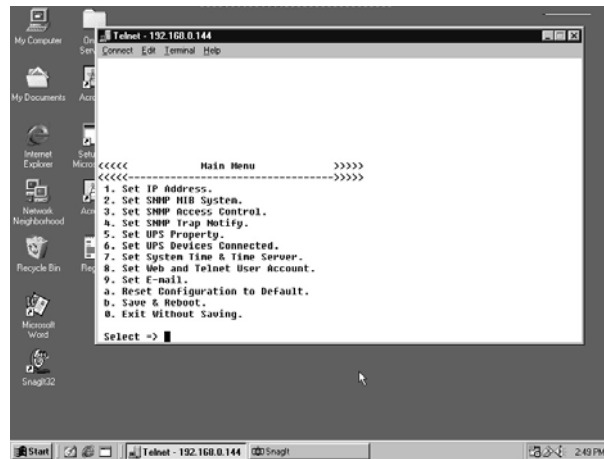 My Computer
My Documents
Internet
Explorer
Network
Neighborhood
Recycle Bin
Microsoft
Word
SnagIt32
Telnet - 192.168.0.144
Connect Edit Terminal Help
<<<<< Main Menu >>>>>
<<<<<----------------------------------->>>>>
1. Set IP Address.
2. Set SNMP MIB System.
3. Set SNMP Access Control.
4. Set SNMP Trap Notify.
5. Set UPS Property.
6. Set UPS Devices Connected.
7. Set System Time & Time Server.
8. Set Web and Telnet User Account.
9. Set E-mail.
a. Reset Configuration to Default.
b. Save & Reboot.
0. Exit Without Saving.
Select =>
Start
Telnet - 192.168.0.144
SnagIt
2:49 PM